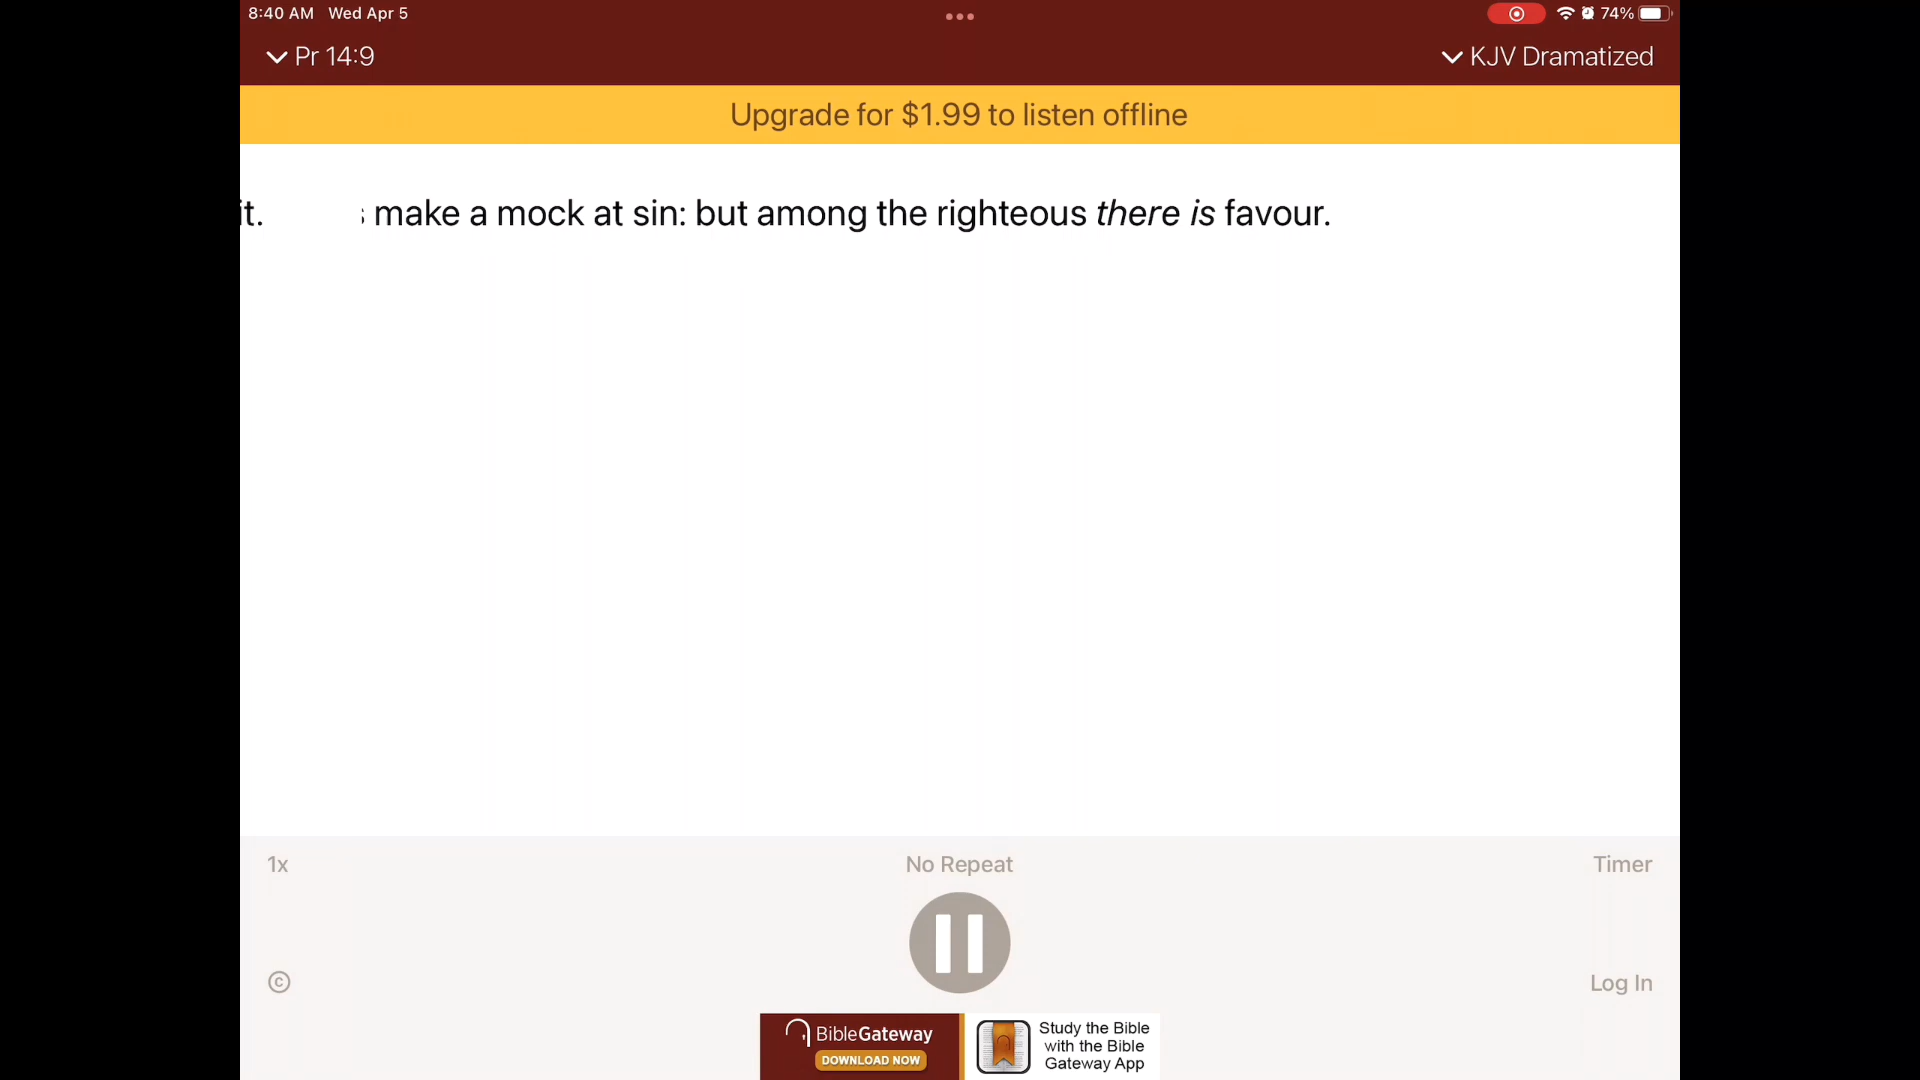 8:40 AM Wed Apr 5
74%
Pr 14:9
KJV Dramatized
Upgrade for $1.99 to listen offline
it. make a mock at sin: but among the righteous there is favour.
1x
No Repeat
Timer
©
Log In
BibleGateway
DOWNLOAD NOW
Study the Bible
with the Bible
Gateway App